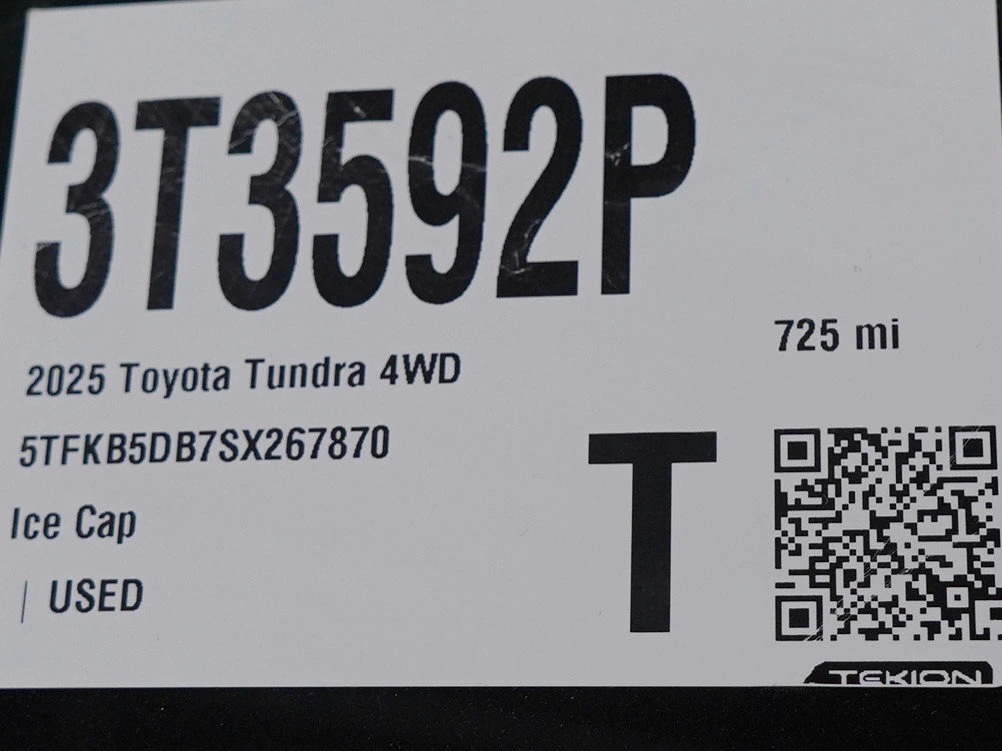 3T3592P
725 mi
2025 Toyota Tundra 4WD
5TFKB5DB7SX267870
Ice Cap
| USED
T
TEKION